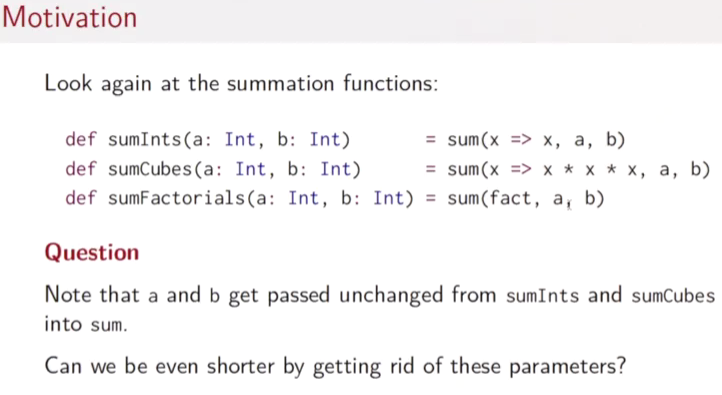 Motivation
Look again at the summation functions:
def sumInts(a: Int, b: Int) = sum(x => x, a, b)
def sumCubes(a: Int, b: Int) = sum(x => x * x * x, a, b)
def sumFactorials(a: Int, b: Int) = sum(fact, a, b)
Question
Note that a and b get passed unchanged from sumInts and sumCubes
into sum.
Can we be even shorter by getting rid of these parameters?